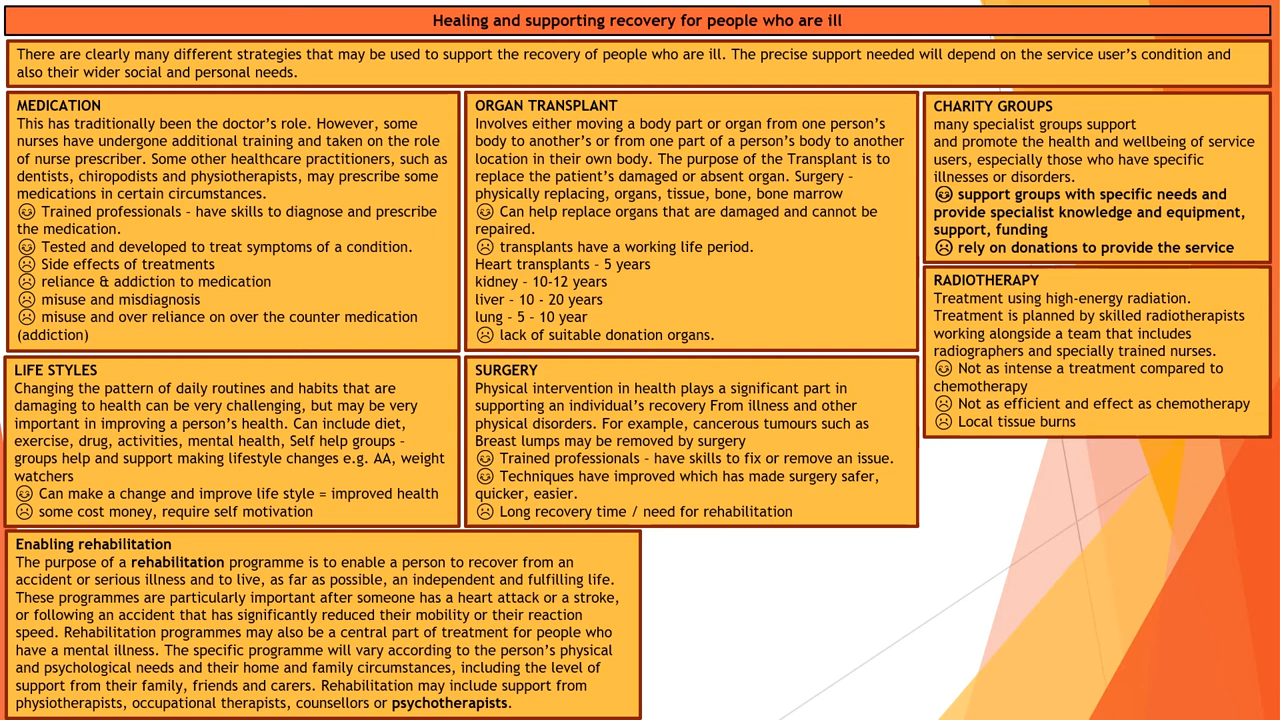 Healing and supporting recovery for people who are ill
There are clearly many different strategies that may be used to support the recovery of people who are ill. The precise support needed will depend on the service user's condition and
also their wider social and personal needs.
MEDICATION
This has traditionally been the doctor's role. However, some
nurses have undergone additional training and taken on the role
of nurse prescriber. Some other healthcare practitioners, such as
dentists, chiropodists and physiotherapists, may prescribe some
medications in certain circumstances.
☺ Trained professionals - have skills to diagnose and prescribe
the medication.
☺ Tested and developed to treat symptoms of a condition.
☹ Side effects of treatments
☹ reliance & addiction to medication
☹ misuse and misdiagnosis
☹ misuse and over reliance on over the counter medication
(addiction)
ORGAN TRANSPLANT
Involves either moving a body part or organ from one person's
body to another's or from one part of a person's body to another
location in their own body. The purpose of the Transplant is to
replace the patient's damaged or absent organ. Surgery –
physically replacing, organs, tissue, bone, bone marrow
☺ Can help replace organs that are damaged and cannot be
repaired.
☹ transplants have a working life period.
Heart transplants – 5 years
kidney – 10-12 years
liver – 10 - 20 years
lung – 5 – 10 year
☹ lack of suitable donation organs.
CHARITY GROUPS
many specialist groups support
and promote the health and wellbeing of service
users, especially those who have specific
illnesses or disorders.
☺ support groups with specific needs and
provide specialist knowledge and equipment,
support, funding
☹ rely on donations to provide the service
RADIOTHERAPY
Treatment using high-energy radiation.
Treatment is planned by skilled radiotherapists
working alongside a team that includes
radiographers and specially trained nurses.
☺ Not as intense a treatment compared to
chemotherapy
☹ Not as efficient and effect as chemotherapy
☹ Local tissue burns
LIFE STYLES
Changing the pattern of daily routines and habits that are
damaging to health can be very challenging, but may be very
important in improving a person's health. Can include diet,
exercise, drug, activities, mental health, Self help groups –
groups help and support making lifestyle changes e.g. AA, weight
watchers
☺ Can make a change and improve life style = improved health
☹ some cost money, require self motivation
SURGERY
Physical intervention in health plays a significant part in
supporting an individual's recovery From illness and other
physical disorders. For example, cancerous tumours such as
Breast lumps may be removed by surgery
☺ Trained professionals – have skills to fix or remove an issue.
☺ Techniques have improved which has made surgery safer,
quicker, easier.
☹ Long recovery time / need for rehabilitation
Enabling rehabilitation
The purpose of a rehabilitation programme is to enable a person to recover from an
accident or serious illness and to live, as far as possible, an independent and fulfilling life.
These programmes are particularly important after someone has a heart attack or a stroke,
or following an accident that has significantly reduced their mobility or their reaction
speed. Rehabilitation programmes may also be a central part of treatment for people who
have a mental illness. The specific programme will vary according to the person's physical
and psychological needs and their home and family circumstances, including the level of
support from their family, friends and carers. Rehabilitation may include support from
physiotherapists, occupational therapists, counsellors or psychotherapists.